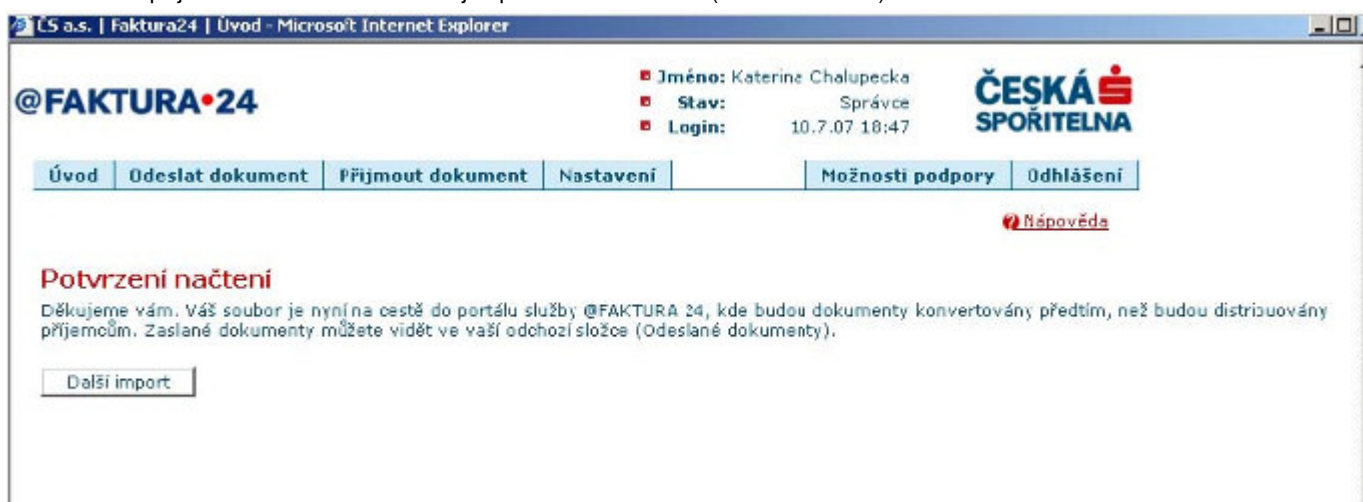 ČS a.s. | Faktura24 | Úvod - Microsoft Internet Explorer
@FAKTURA•24
Jméno: Katerina Chalupecka
Stav: Správce
Login: 10.7.07 18:47
ČESKÁ
SPOŘITELNA
Úvod Odeslat dokument Přijmout dokument Nastavení Možnosti podpory Odhlášení
Nápověda
Potvrzení načtení
Děkujeme vám. Váš soubor je nyní na cestě do portálu služby @FAKTURA 24, kde budou dokumenty konvertovány předtím, než budou distribuovány
příjemcům. Zaslané dokumenty můžete vidět ve vaší odchozí složce (Odeslané dokumenty).
Další import